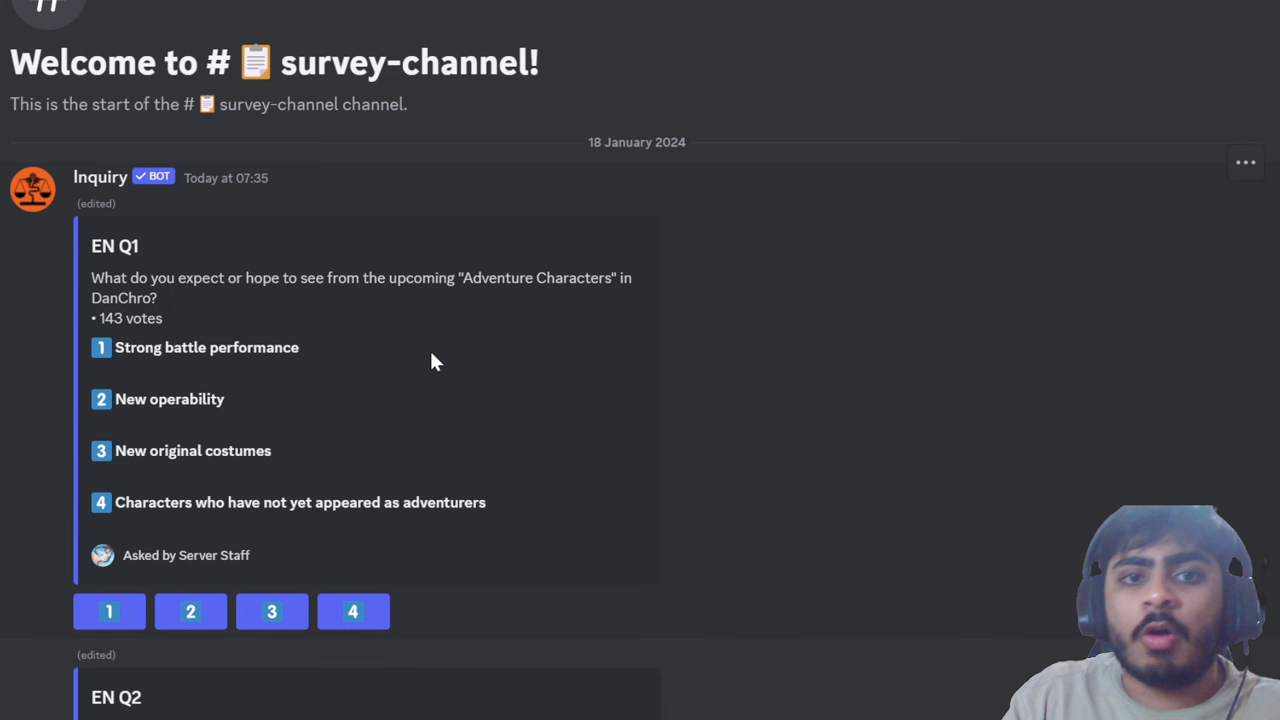 Welcome to # 📋 survey-channel!
This is the start of the # 📋 survey-channel channel.
18 January 2024
Inquiry ✓ BOT Today at 07:35
(edited)
EN Q1
What do you expect or hope to see from the upcoming "Adventure Characters" in
DanChro?
• 143 votes
1 Strong battle performance
2 New operability
3 New original costumes
4 Characters who have not yet appeared as adventurers
Asked by Server Staff
1 2 3 4
(edited)
EN Q2